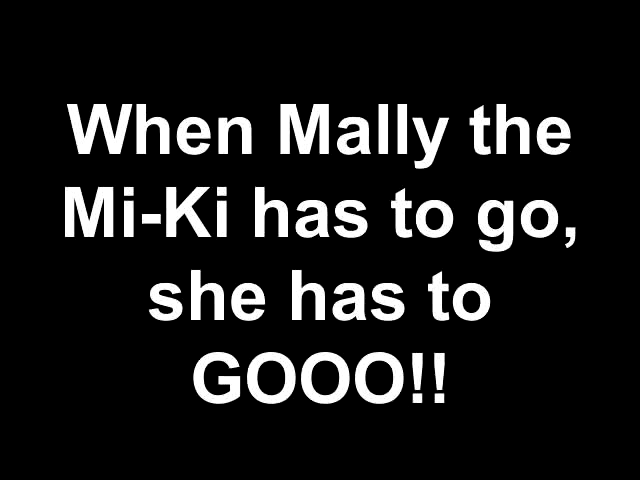 When Mally the
Mi-Ki has to go,
she has to
GOOO!!